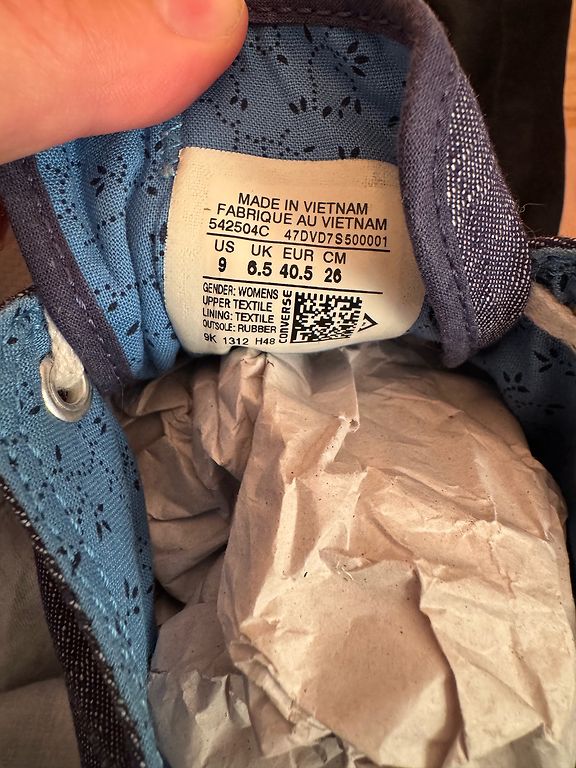 MADE IN VIETNAM
FABRIQUE AU VIETNAM
542504C 47DVD7S500001
US UK EUR CM
9 6.5 40.5 26
GENDER: WOMENS
UPPER TEXTILE
LINING: TEXTILE
OUTSOLE: RUBBER
9K 1312 H48
CONVERSE